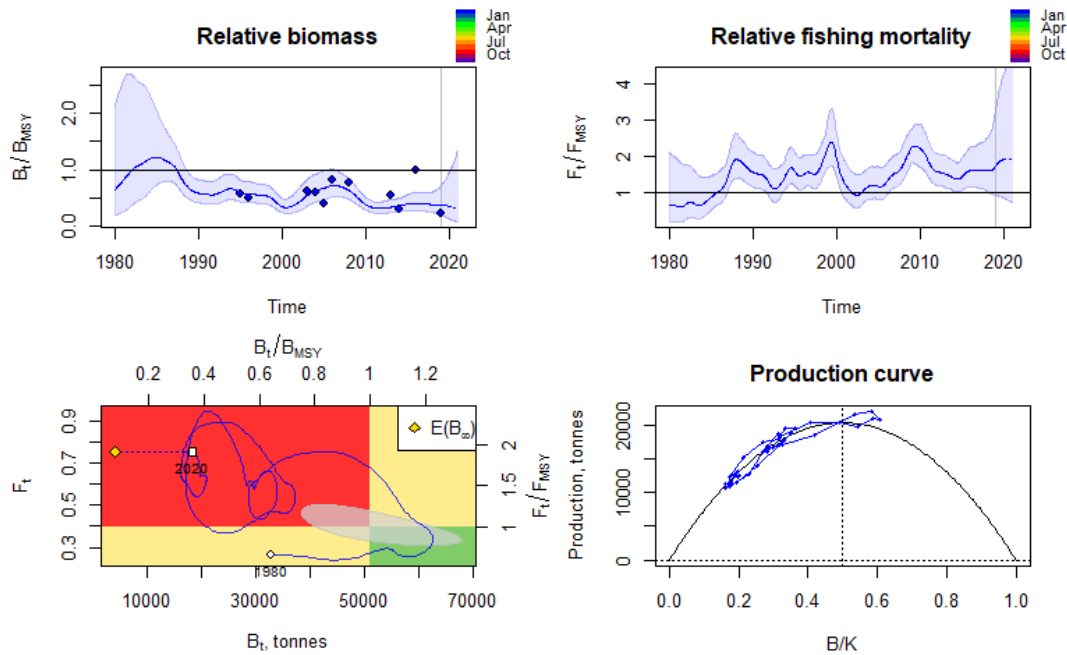 Relative biomass
Jan
Apr
Jul
Oct
B_t/B_MSY
0.0 1.0 2.0
1980 1990 2000 2010 2020
Time
Relative fishing mortality
Jan
Apr
Jul
Oct
F_t/F_MSY
1 2 3 4
1980 1990 2000 2010 2020
Time
B_t/B_MSY
0.2 0.4 0.6 0.8 1 1.2
E(B_∞)
2020
1980
F_t
0.3 0.5 0.7 0.9
F_t/F_MSY
1 1.5 2
10000 30000 50000 70000
B_t, tonnes
Production curve
Production, tonnes
0 10000 20000
0.0 0.2 0.4 0.6 0.8 1.0
B/K